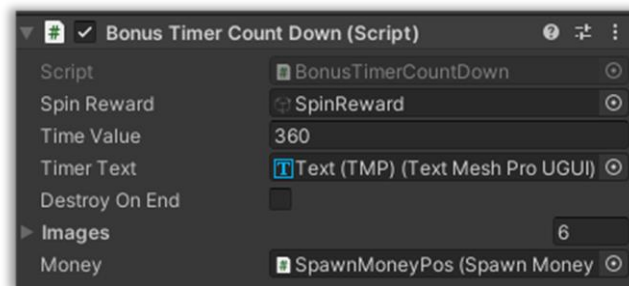 # Bonus Timer Count Down (Script)
Script # BonusTimerCountDown
Spin Reward SpinReward
Time Value 360
Timer Text T Text (TMP) (Text Mesh Pro UGUI)
Destroy On End
Images 6
Money # SpawnMoneyPos (Spawn Money